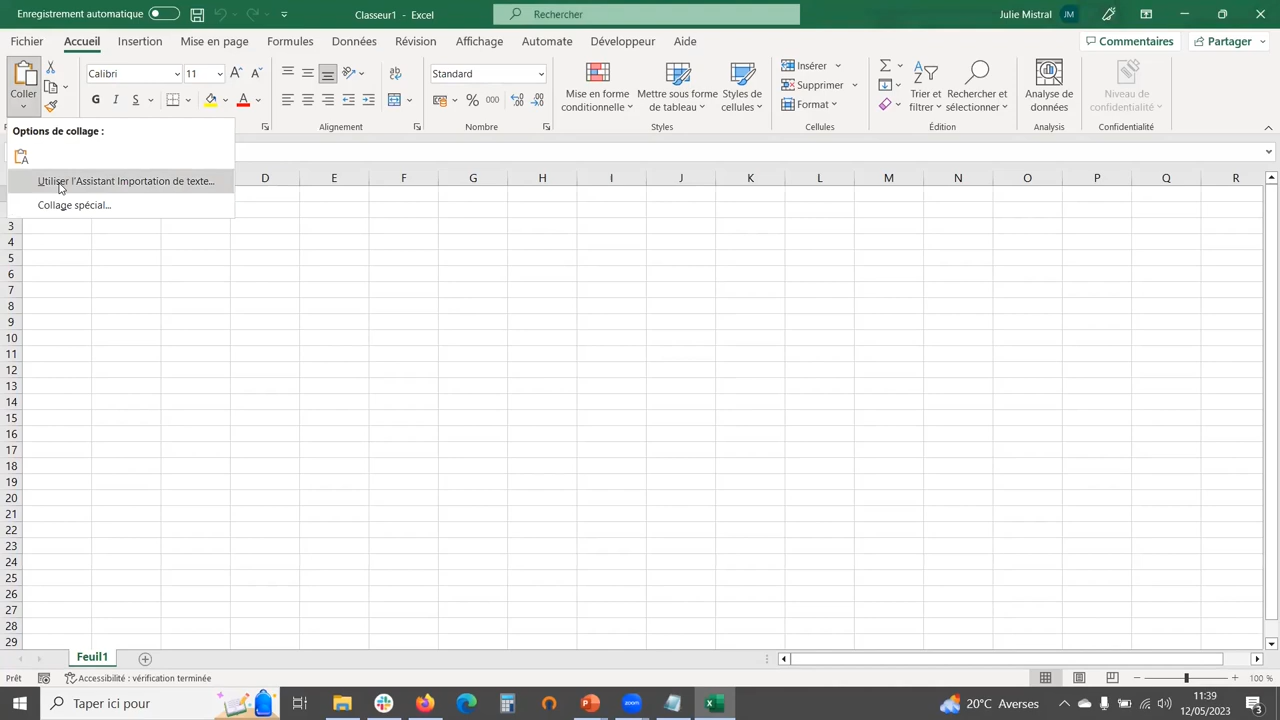 Enregistrement automatique Classeur1 - Excel Rechercher Julie Mistral JM
Fichier Accueil Insertion Mise en page Formules Données Révision Affichage Automate Développeur Aide Commentaires Partager
Coller Calibri 11 Standard Mise en forme conditionnelle Mettre sous forme de tableau Styles de cellules Insérer Supprimer Format Trier et filtrer Rechercher et sélectionner Analyse de données Niveau de confidentialité
G I S A % 000
Alignement Nombre Styles Cellules Édition Analyse Confidentialité
Options de collage :
Utiliser l'Assistant Importation de texte...
Collage spécial...
D E F G H I J K L M N O P Q R
3
4
5
6
7
8
9
10
11
12
13
14
15
16
17
18
19
20
21
22
23
24
25
26
27
28
29
Feuil1
Prêt Accessibilité : vérification terminée 100 %
Taper ici pour zoom 20°C Averses 11:39
12/05/2023 3